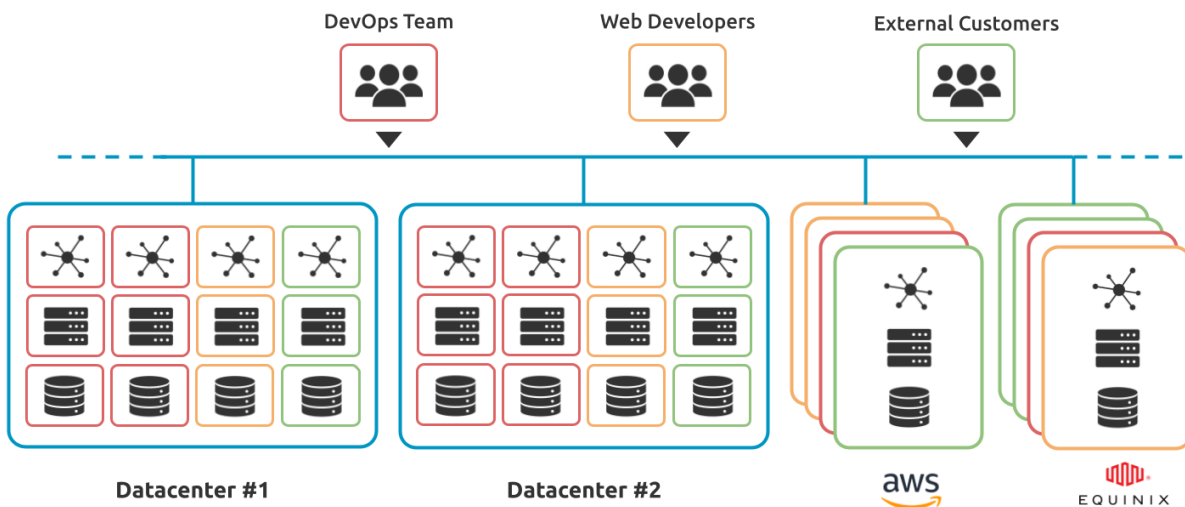 DevOps Team
Web Developers
External Customers
Datacenter #1
Datacenter #2
aws
EQUINIX